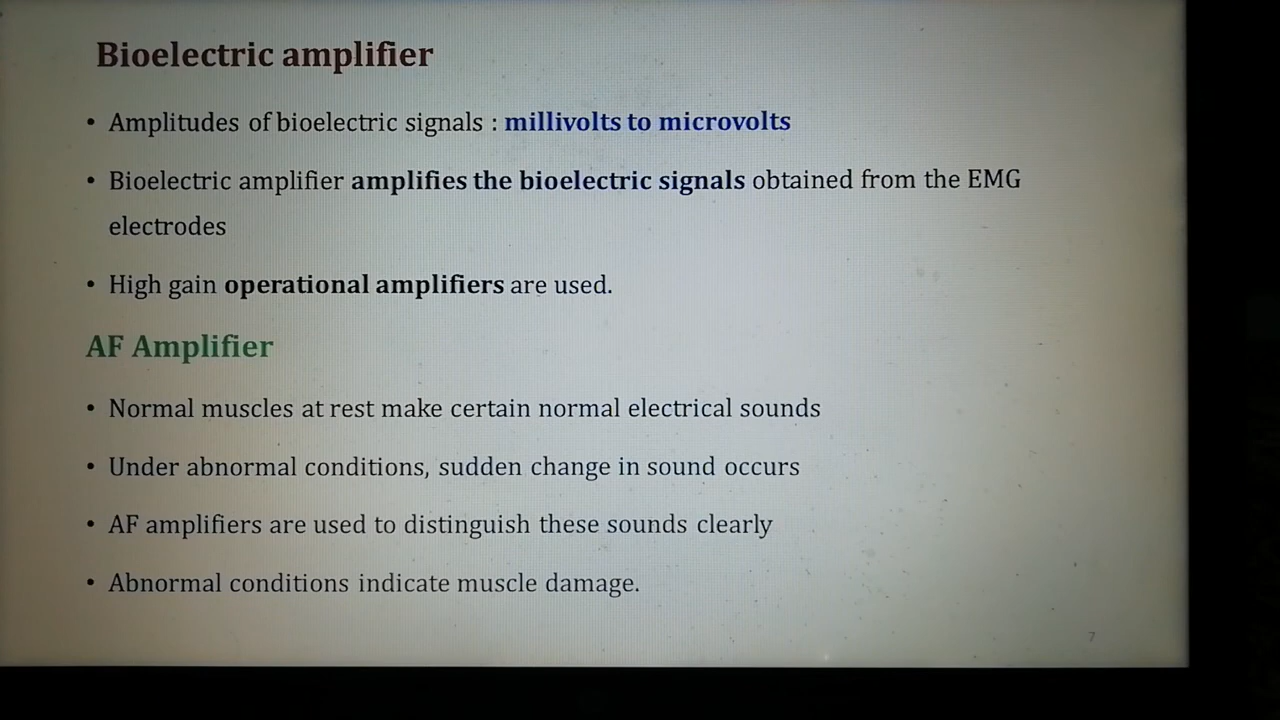 Bioelectric amplifier
• Amplitudes of bioelectric signals : millivolts to microvolts
• Bioelectric amplifier amplifies the bioelectric signals obtained from the EMG
electrodes
• High gain operational amplifiers are used.
AF Amplifier
• Normal muscles at rest make certain normal electrical sounds
• Under abnormal conditions, sudden change in sound occurs
• AF amplifiers are used to distinguish these sounds clearly
• Abnormal conditions indicate muscle damage.
7